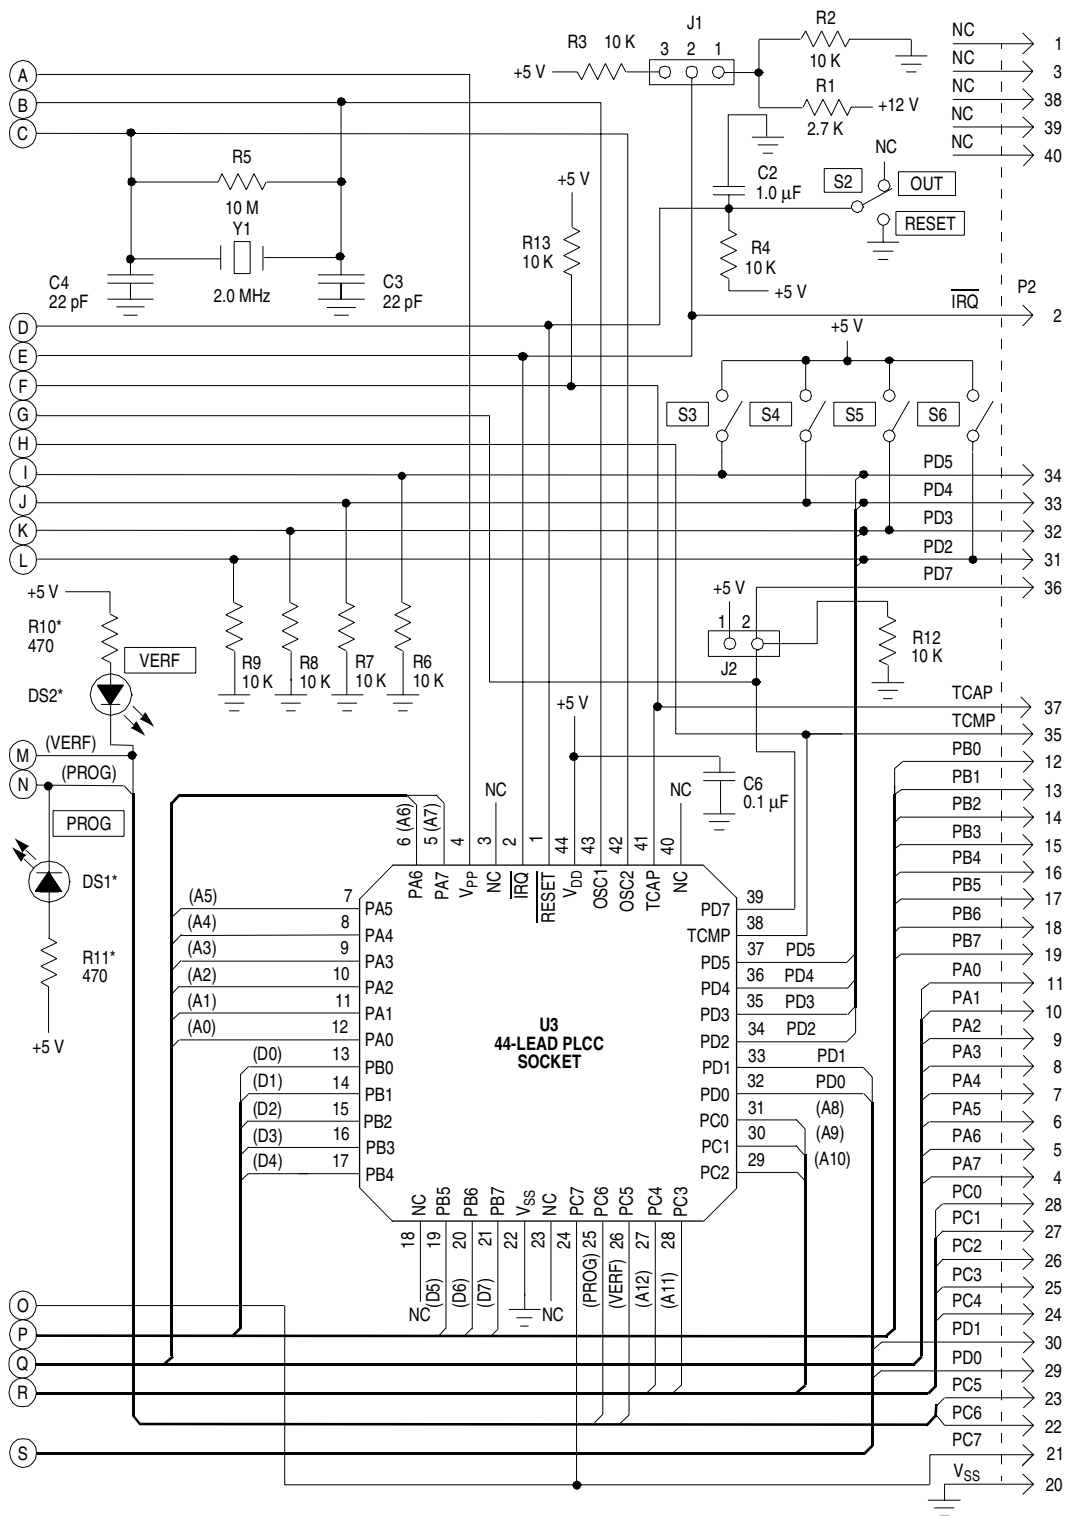 J1
R3 10 K
3 2 1
+5 V
R2
10 K
R1
2.7 K
+12 V
NC 1
NC 3
NC 38
NC 39
NC 40
A
B
C
R5
10 M
Y1
2.0 MHz
C4
22 pF
C3
22 pF
+5 V
R13
10 K
C2
1.0 µF
R4
10 K
+5 V
NC
S2
OUT
RESET
P2
IRQ 2
D
E
F
G
H
I
J
K
L
+5 V
S3
S4
S5
S6
PD5 34
PD4 33
PD3 32
PD2 31
PD7 36
+5 V
1 2
J2
R12
10 K
+5 V
R10*
470
VERF
DS2*
R9
10 K
R8
10 K
R7
10 K
R6
10 K
+5 V
C6
0.1 µF
TCAP 37
TCMP 35
M (VERF)
N (PROG)
PROG
DS1*
R11*
470
+5 V
PB0 12
PB1 13
PB2 14
PB3 15
PB4 16
PB5 17
PB6 18
PB7 19
PA0 11
PA1 10
PA2 9
PA3 8
PA4 7
PA5 6
PA6 5
PA7 4
PC0 28
PC1 27
PC2 26
PC3 25
PC4 24
PD1 30
PD0 29
PC5 23
PC6 22
PC7 21
VSS 20
6 (A6) PA6
5 (A7) PA7
4 VPP
NC 3 NC
2 IRQ
1 RESET
44 VDD
43 OSC1
42 OSC2
41 TCAP
NC 40 NC
(A5) 7 PA5
(A4) 8 PA4
(A3) 9 PA3
(A2) 10 PA2
(A1) 11 PA1
(A0) 12 PA0
(D0) 13 PB0
(D1) 14 PB1
(D2) 15 PB2
(D3) 16 PB3
(D4) 17 PB4
U3
44-LEAD PLCC
SOCKET
PD7 39
TCMP 38
PD5 37 PD5
PD4 36 PD4
PD3 35 PD3
PD2 34 PD2
PD1 33 PD1
PD0 32 PD0
PC0 31 (A8)
PC1 30 (A9)
PC2 29 (A10)
NC 18 NC
PB5 19 (D5)
PB6 20 (D6)
PB7 21 (D7)
VSS 22
NC 23 NC
PC7 24
PC6 25 (PROG)
PC5 26 (VERF)
PC4 27 (A12)
PC3 28 (A11)
O
P
Q
R
S